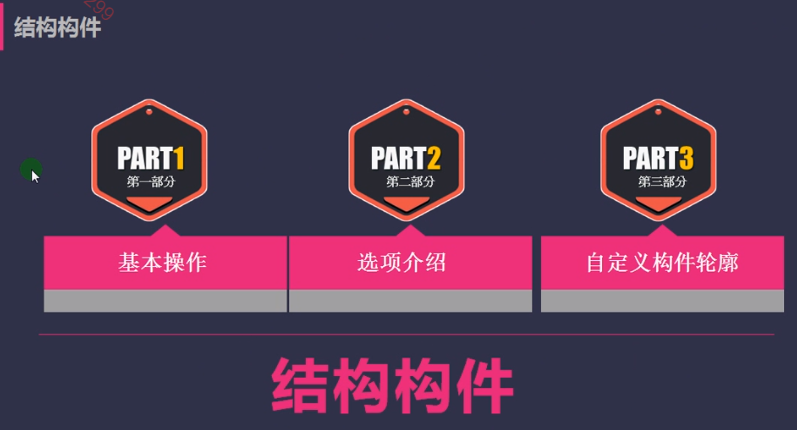 结构构件
299
PART1
第一部分
PART2
第二部分
PART3
第三部分
基本操作
选项介绍
自定义构件轮廓
结构构件